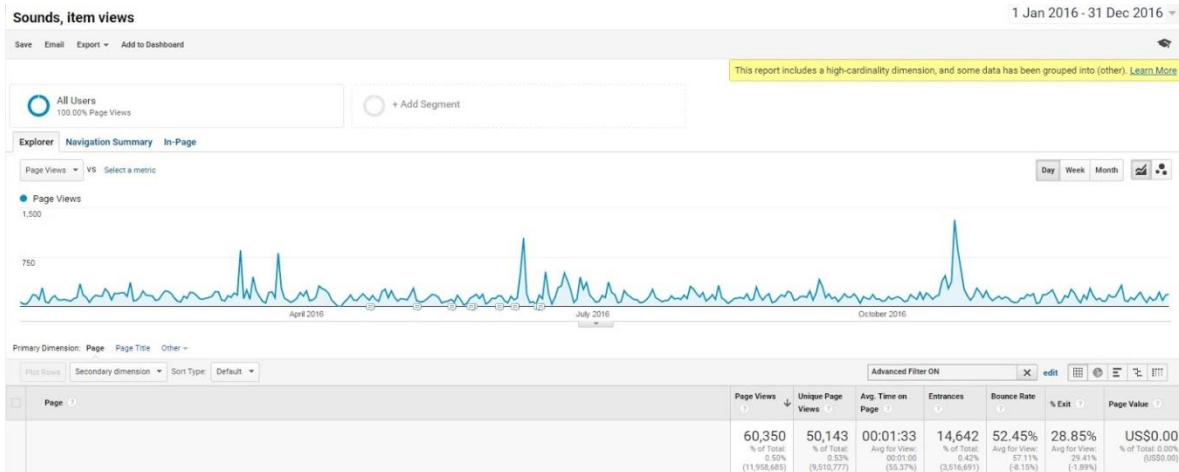 Sounds, item views
1 Jan 2016 - 31 Dec 2016
Save Email Export Add to Dashboard
This report includes a high-cardinality dimension, and some data has been grouped into (other). Learn More
All Users
100.00% Page Views
+ Add Segment
Explorer Navigation Summary In-Page
Page Views VS Select a metric
Day Week Month
Page Views
1,500
750
April 2016 July 2016 October 2016
Primary Dimension: Page Page Title Other
Plot Rows Secondary dimension Sort Type: Default Advanced Filter ON X edit
Page ? Page Views ? Unique Page Views ? Avg. Time on Page ? Entrances ? Bounce Rate ? % Exit ? Page Value ?
60,350 50,143 00:01:33 14,642 52.45% 28.85% US$0.00
% of Total: % of Total: Avg for View: % of Total: Avg for View: Avg for View: % of Total: 0.00%
0.50% 0.53% 00:01:00 0.42% 57.11% 29.41% (US$0.00)
(11,958,685) (9,510,777) (55.37%) (3,516,691) (-8.15%) (-1.89%)